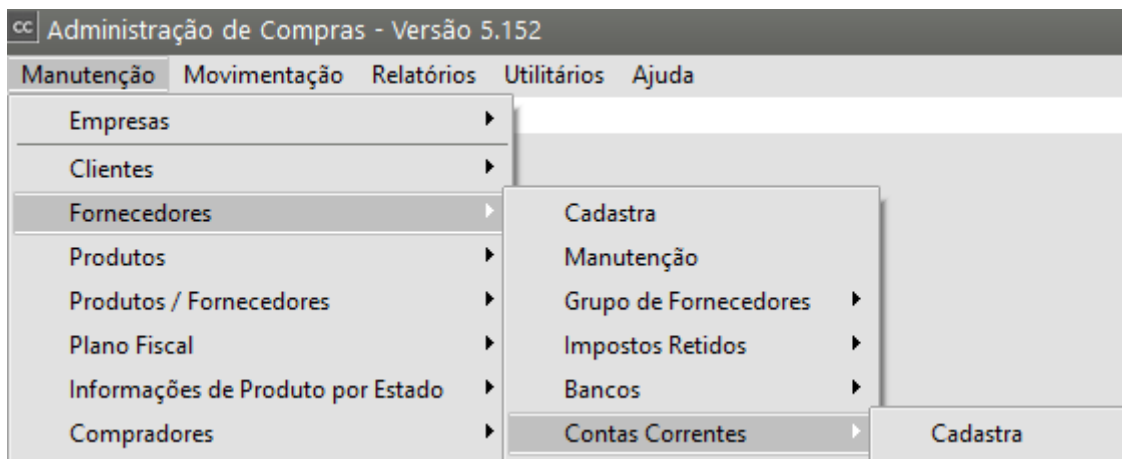 cc Administração de Compras - Versão 5.152
Manutenção Movimentação Relatórios Utilitários Ajuda
Empresas
Clientes
Fornecedores
Cadastra
Produtos
Manutenção
Produtos / Fornecedores
Grupo de Fornecedores
Plano Fiscal
Impostos Retidos
Informações de Produto por Estado
Bancos
Compradores
Contas Correntes
Cadastra